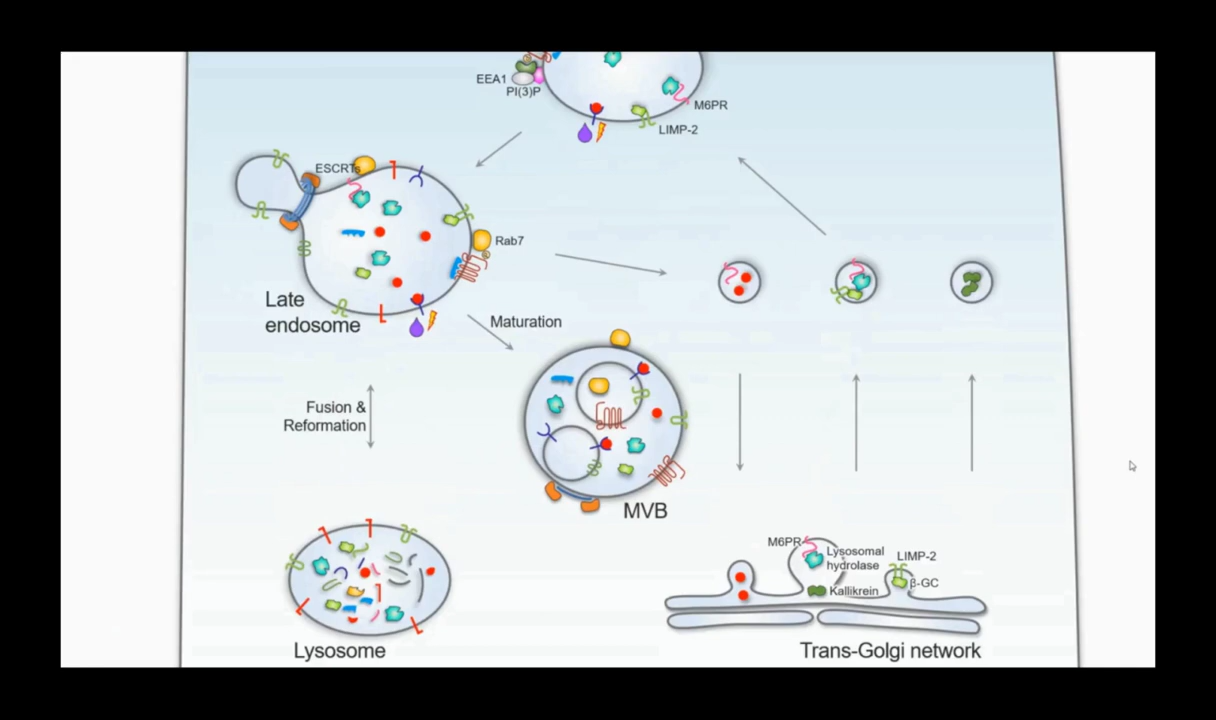 EEA1
PI(3)P
M6PR
LIMP-2
ESCRTs
Rab7
Late
endosome
Maturation
Fusion &
Reformation
MVB
M6PR
Lysosomal
hydrolase
LIMP-2
β-GC
Kallikrein
Lysosome
Trans-Golgi network